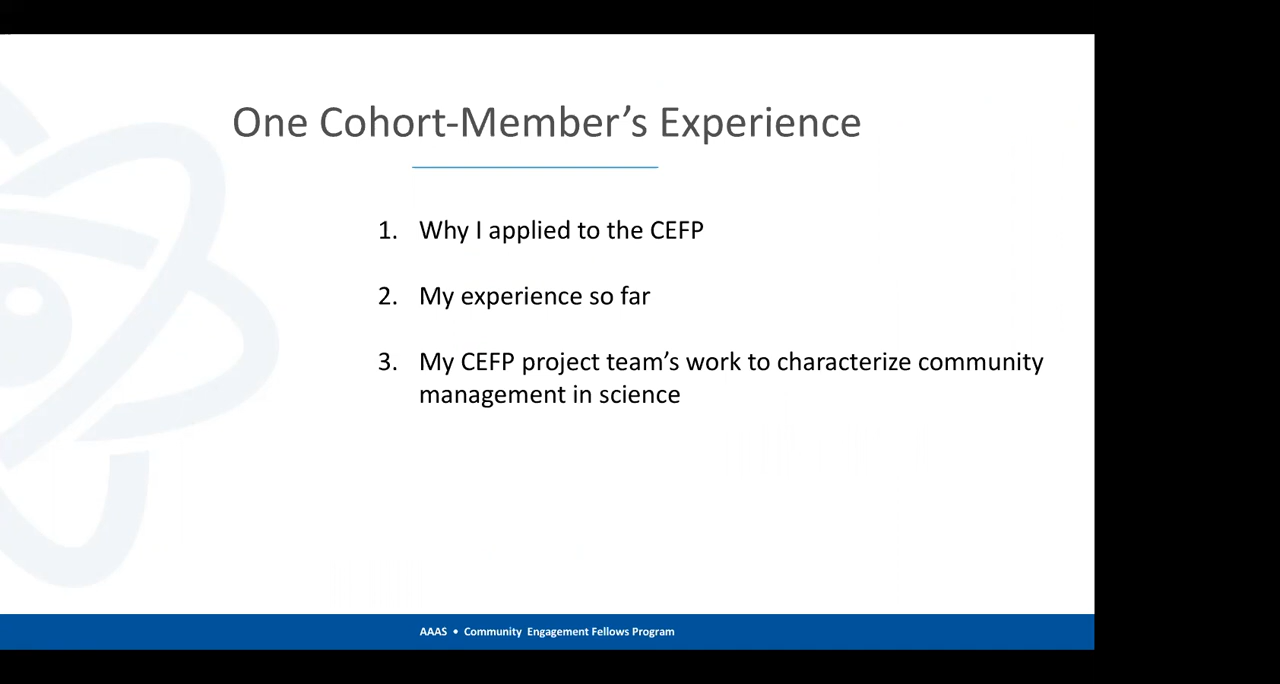 One Cohort-Member’s Experience
1. Why I applied to the CEFP
2. My experience so far
3. My CEFP project team’s work to characterize community
management in science
AAAS • Community Engagement Fellows Program